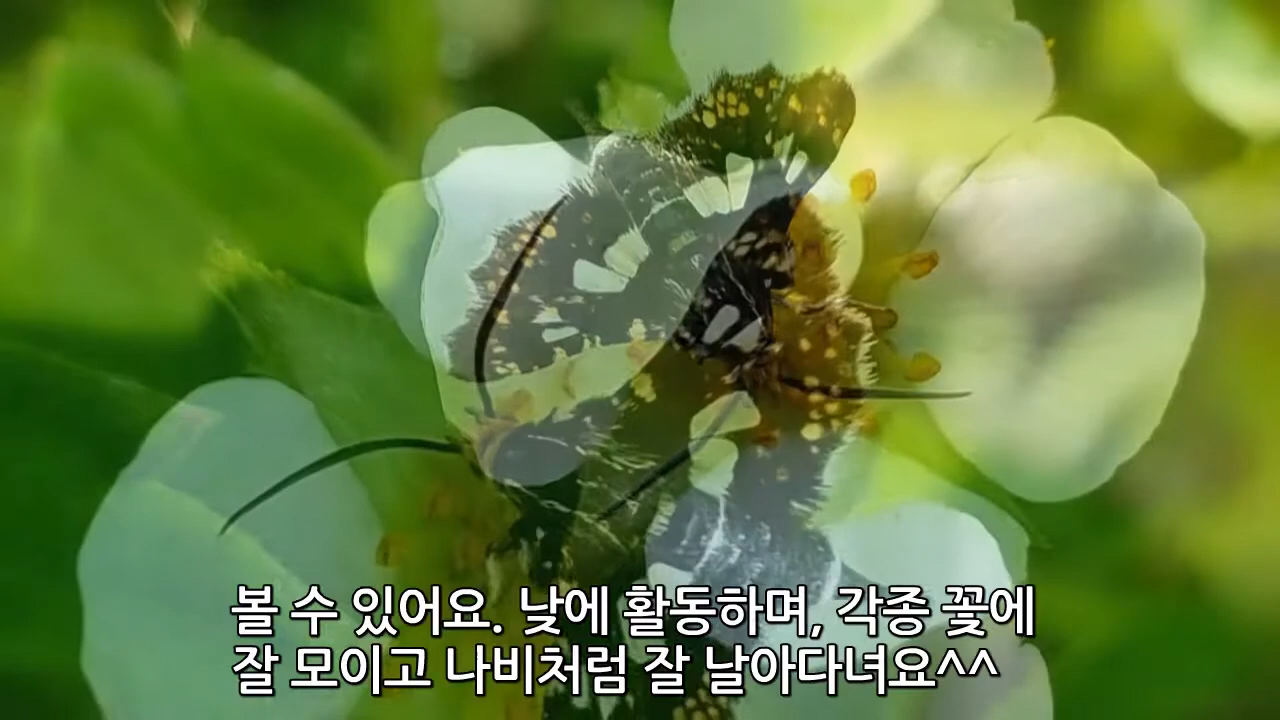 볼 수 있어요. 낮에 활동하며, 각종 꽃에
잘 모이고 나비처럼 잘 날아다녀요^^